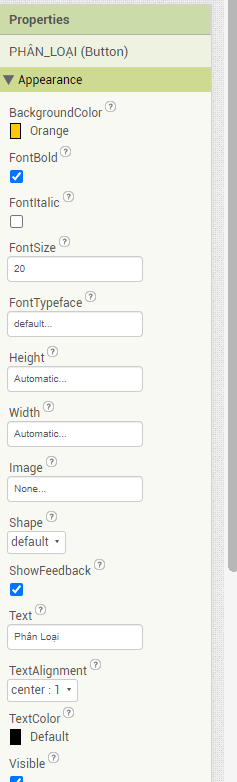 Properties
PHÂN_LOẠI (Button)
Appearance
BackgroundColor ?
Orange
FontBold ?
FontItalic ?
FontSize ?
20
FontTypeface ?
default...
Height ?
Automatic...
Width ?
Automatic...
Image ?
None...
Shape ?
default
ShowFeedback ?
Text ?
Phân Loại
TextAlignment ?
center : 1
TextColor ?
Default
Visible ?